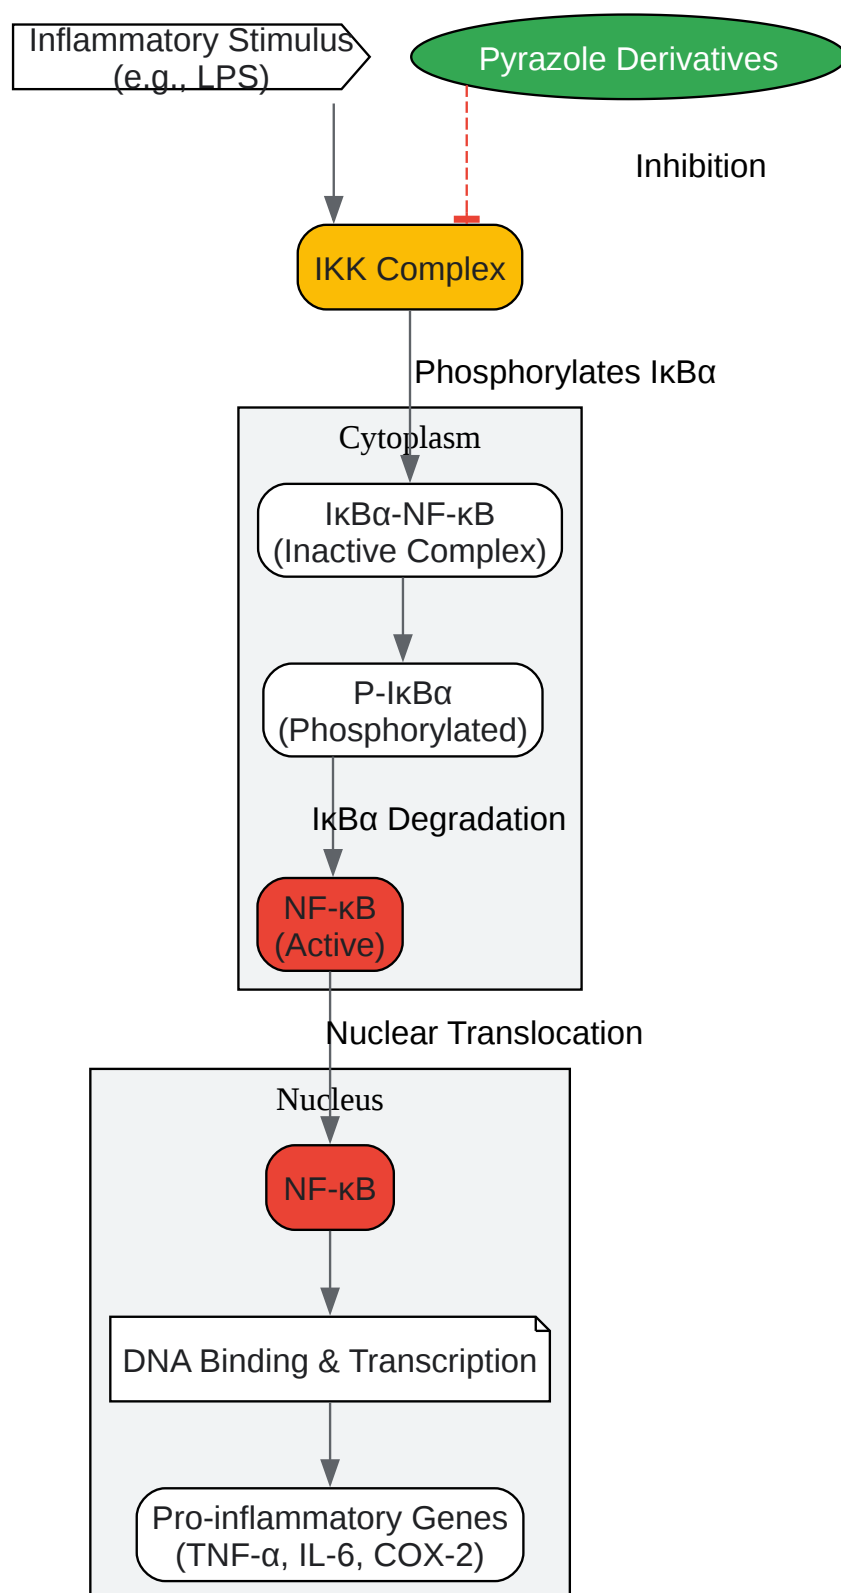 Inflammatory Stimulus
(e.g., LPS)
Pyrazole Derivatives
Inhibition
IKK Complex
Phosphorylates IκBα
Cytoplasm
IκBα-NF-κB
(Inactive Complex)
P-IκBα
(Phosphorylated)
IκBα Degradation
NF-κB
(Active)
Nuclear Translocation
Nucleus
NF-κB
DNA Binding & Transcription
Pro-inflammatory Genes
(TNF-α, IL-6, COX-2)